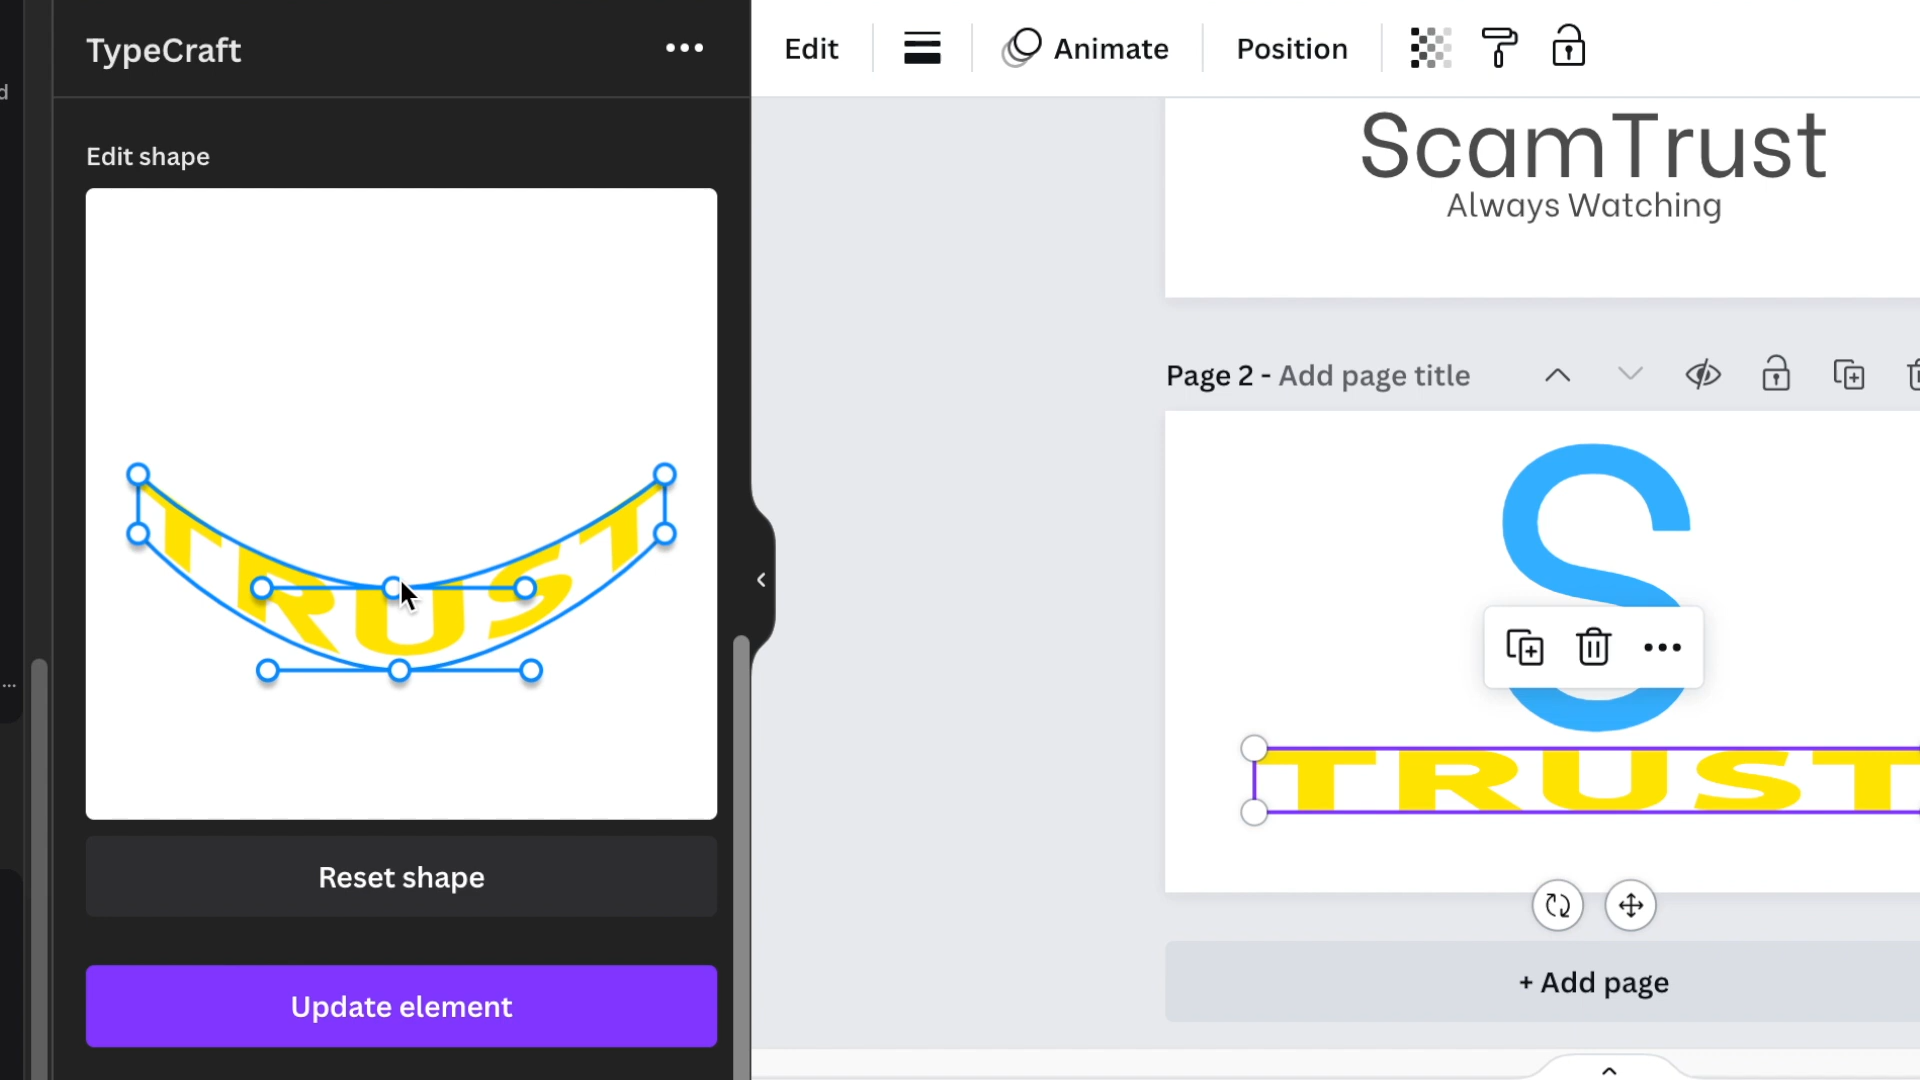 d
TypeCraft
Edit
Animate
Position
Edit shape
ScamTrust
Always Watching
TRUST
Page 2 - Add page title
S
TRUST
Reset shape
Update element
+ Add page